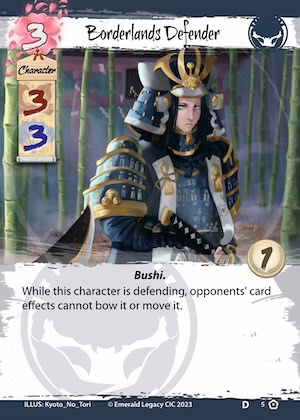 3
Borderlands Defender
Character
3
3
1
Bushi.
While this character is defending, opponents' card
effects cannot bow it or move it.
ILLUS: Kyoto_No_Tori © Emerald Legacy CIC 2023 D 5